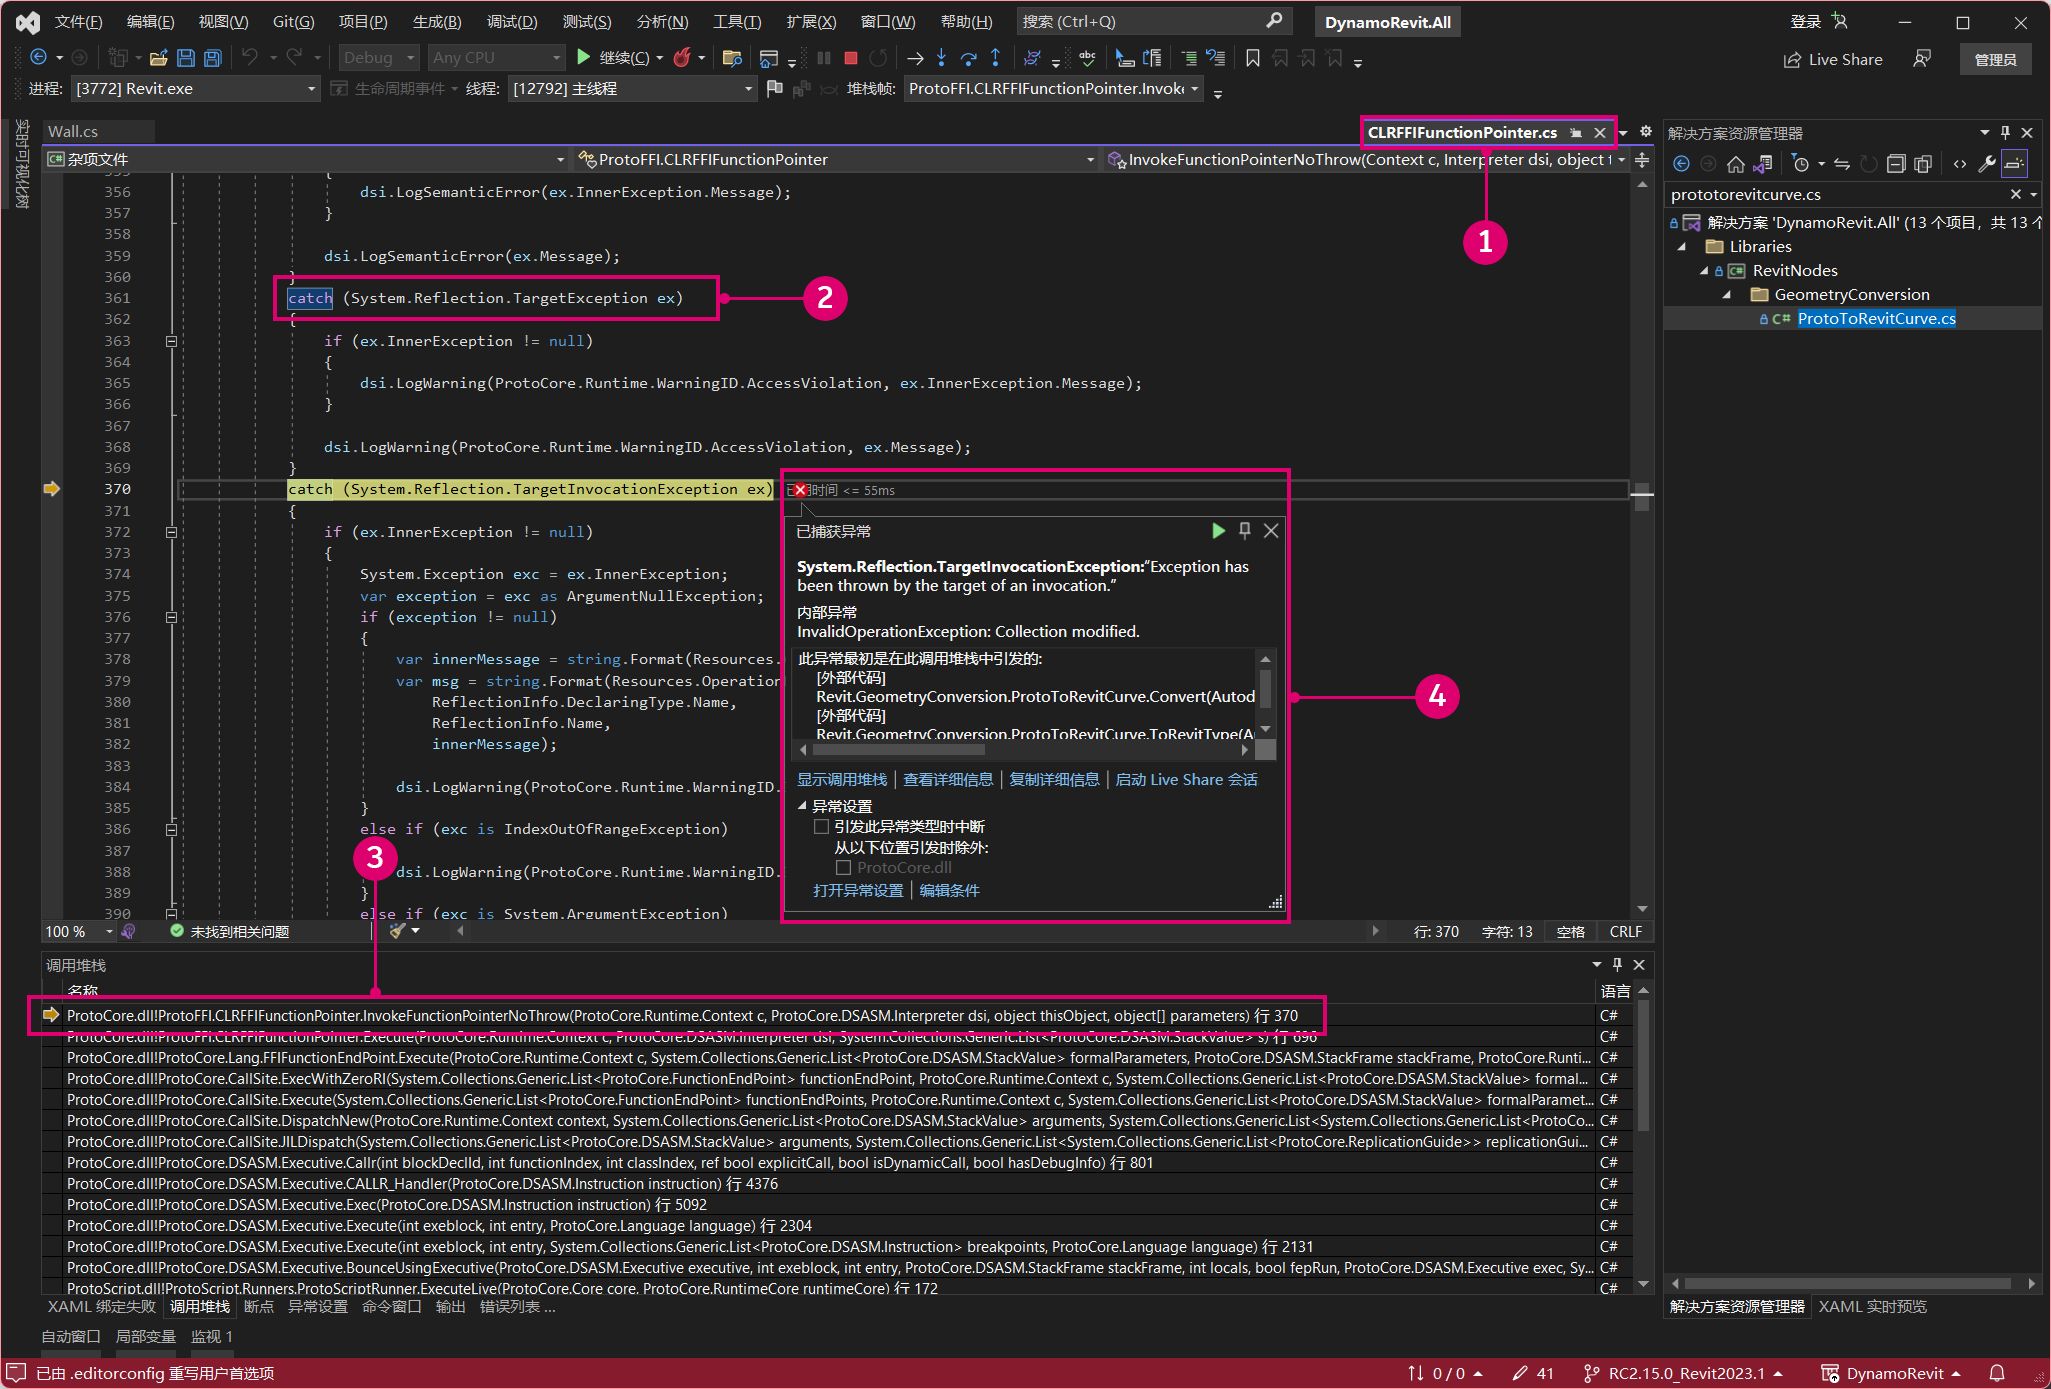 文件(F) 编辑(E) 视图(V) Git(G) 项目(P) 生成(B) 调试(D) 测试(S) 分析(N) 工具(T) 扩展(X) 窗口(W) 帮助(H) 搜索 (Ctrl+Q) DynamoRevit.All 登录
Debug Any CPU 继续(C) Live Share 管理员
进程: [3772] Revit.exe 生命周期事件 线程: [12792] 主线程 堆栈帧: ProtoFFI.CLRFFIFunctionPointer.Invoke
实时可视化树
Wall.cs CLRFFIFunctionPointer.cs
C# 杂项文件 ProtoFFI.CLRFFIFunctionPointer InvokeFunctionPointerNoThrow(Context c, Interpreter dsi, object t
355 {
356 dsi.LogSemanticError(ex.InnerException.Message);
357 }
358
359 dsi.LogSemanticError(ex.Message);
360 }
361 catch (System.Reflection.TargetException ex)
362 {
363 if (ex.InnerException != null)
364 {
365 dsi.LogWarning(ProtoCore.Runtime.WarningID.AccessViolation, ex.InnerException.Message);
366 }
367
368 dsi.LogWarning(ProtoCore.Runtime.WarningID.AccessViolation, ex.Message);
369 }
370 catch (System.Reflection.TargetInvocationException ex) 时间 <= 55ms
371 {
372 if (ex.InnerException != null)
373 {
374 System.Exception exc = ex.InnerException;
375 var exception = exc as ArgumentNullException;
376 if (exception != null)
377 {
378 var innerMessage = string.Format(Resources.
379 var msg = string.Format(Resources.Operation
380 ReflectionInfo.DeclaringType.Name,
381 ReflectionInfo.Name,
382 innerMessage);
383
384 dsi.LogWarning(ProtoCore.Runtime.WarningID.
385 }
386 else if (exc is IndexOutOfRangeException)
387
388 dsi.LogWarning(ProtoCore.Runtime.WarningID.
389 }
390 else if (exc is System.ArgumentException)
1
2
3
4
已捕获异常
System.Reflection.TargetInvocationException:“Exception has
been thrown by the target of an invocation.”
内部异常
InvalidOperationException: Collection modified.
此异常最初是在此调用堆栈中引发的:
[外部代码]
Revit.GeometryConversion.ProtoToRevitCurve.Convert(Autod
[外部代码]
Revit.GeometryConversion.ProtoToRevitCurve.ToRevitType(A
显示调用堆栈 | 查看详细信息 | 复制详细信息 | 启动 Live Share 会话
异常设置
引发此异常类型时中断
从以下位置引发时除外:
ProtoCore.dll
打开异常设置 | 编辑条件
100 % 未找到相关问题 行: 370 字符: 13 空格 CRLF
调用堆栈
名称 语言
ProtoCore.dll!ProtoFFI.CLRFFIFunctionPointer.InvokeFunctionPointerNoThrow(ProtoCore.Runtime.Context c, ProtoCore.DSASM.Interpreter dsi, object thisObject, object[] parameters) 行 370 C#
ProtoCore.dll!ProtoFFI.CLRFFIFunctionPointer.Execute(ProtoCore.Runtime.Context c, ProtoCore.DSASM.Interpreter dsi, System.Collections.Generic.List<ProtoCore.DSASM.StackValue> s) 行 696 C#
ProtoCore.dll!ProtoCore.Lang.FFIFunctionEndPoint.Execute(ProtoCore.Runtime.Context c, System.Collections.Generic.List<ProtoCore.DSASM.StackValue> formalParameters, ProtoCore.DSASM.StackFrame stackFrame, ProtoCore.Runti... C#
ProtoCore.dll!ProtoCore.CallSite.ExecWithZeroRI(System.Collections.Generic.List<ProtoCore.FunctionEndPoint> functionEndPoint, ProtoCore.Runtime.Context c, System.Collections.Generic.List<ProtoCore.DSASM.StackValue> formal... C#
ProtoCore.dll!ProtoCore.CallSite.Execute(System.Collections.Generic.List<ProtoCore.FunctionEndPoint> functionEndPoints, ProtoCore.Runtime.Context c, System.Collections.Generic.List<ProtoCore.DSASM.StackValue> formalParamet... C#
ProtoCore.dll!ProtoCore.CallSite.DispatchNew(ProtoCore.Runtime.Context context, System.Collections.Generic.List<ProtoCore.DSASM.StackValue> arguments, System.Collections.Generic.List<System.Collections.Generic.List<ProtoCo... C#
ProtoCore.dll!ProtoCore.CallSite.JILDispatch(System.Collections.Generic.List<ProtoCore.DSASM.StackValue> arguments, System.Collections.Generic.List<System.Collections.Generic.List<ProtoCore.ReplicationGuide>> replicationGui... C#
ProtoCore.dll!ProtoCore.DSASM.Executive.Callr(int blockDeclId, int functionIndex, int classIndex, ref bool explicitCall, bool isDynamicCall, bool hasDebugInfo) 行 801 C#
ProtoCore.dll!ProtoCore.DSASM.Executive.CALLR_Handler(ProtoCore.DSASM.Instruction instruction) 行 4376 C#
ProtoCore.dll!ProtoCore.DSASM.Executive.Exec(ProtoCore.DSASM.Instruction instruction) 行 5092 C#
ProtoCore.dll!ProtoCore.DSASM.Executive.Execute(int exeblock, int entry, ProtoCore.Language language) 行 2304 C#
ProtoCore.dll!ProtoCore.DSASM.Executive.Execute(int exeblock, int entry, System.Collections.Generic.List<ProtoCore.DSASM.Instruction> breakpoints, ProtoCore.Language language) 行 2131 C#
ProtoCore.dll!ProtoCore.DSASM.Executive.BounceUsingExecutive(ProtoCore.DSASM.Executive executive, int exeblock, int entry, ProtoCore.DSASM.StackFrame stackFrame, int locals, bool fepRun, ProtoCore.DSASM.Executive exec, Sy... C#
ProtoScript.dll!ProtoScript.Runners.ProtoScriptRunner.ExecuteLive(ProtoCore.Core core, ProtoCore.RuntimeCore runtimeCore) 行 172 C#
XAML 绑定失败 调用堆栈 断点 异常设置 命令窗口 输出 错误列表 ...
自动窗口 局部变量 监视 1
解决方案资源管理器
prototorevitcurve.cs
解决方案 'DynamoRevit.All' (13 个项目, 共 13 个
Libraries
C# RevitNodes
GeometryConversion
C# ProtoToRevitCurve.cs
解决方案资源管理器 XAML 实时预览
已由 .editorconfig 重写用户首选项 0 / 0 41 RC2.15.0_Revit2023.1 DynamoRevit